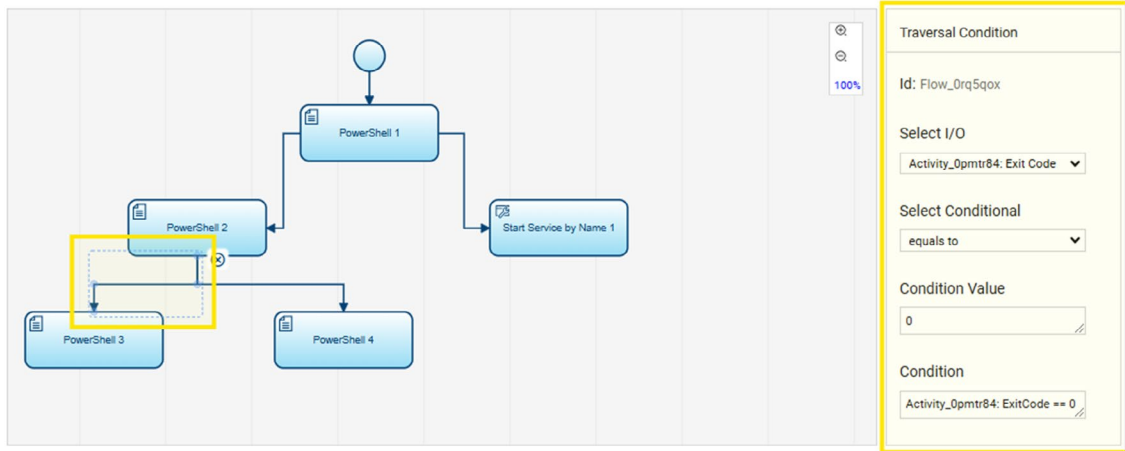 100%
PowerShell 1
PowerShell 2
Start Service by Name 1
PowerShell 3
PowerShell 4
Traversal Condition
Id: Flow_0rq5qox
Select I/O
Activity_0pmtr84: Exit Code
Select Conditional
equals to
Condition Value
0
Condition
Activity_0pmtr84: ExitCode == 0